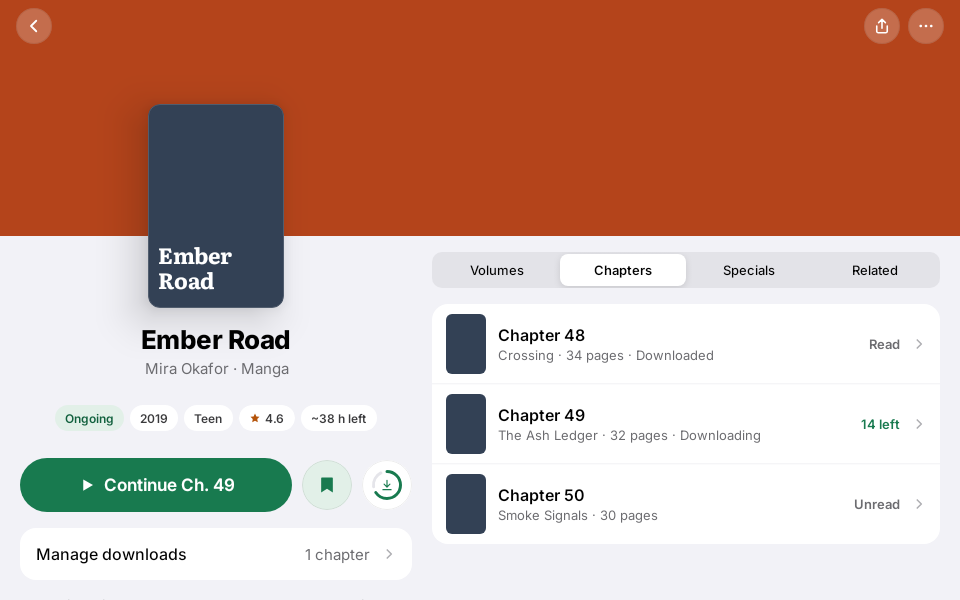 Ember
Road
Ember Road
Mira Okafor · Manga
Ongoing
2019
Teen
4.6
~38 h left
Continue Ch. 49
Manage downloads
1 chapter
Volumes
Chapters
Specials
Related
Chapter 48
Crossing · 34 pages · Downloaded
Read
Chapter 49
The Ash Ledger · 32 pages · Downloading
14 left
Chapter 50
Smoke Signals · 30 pages
Unread